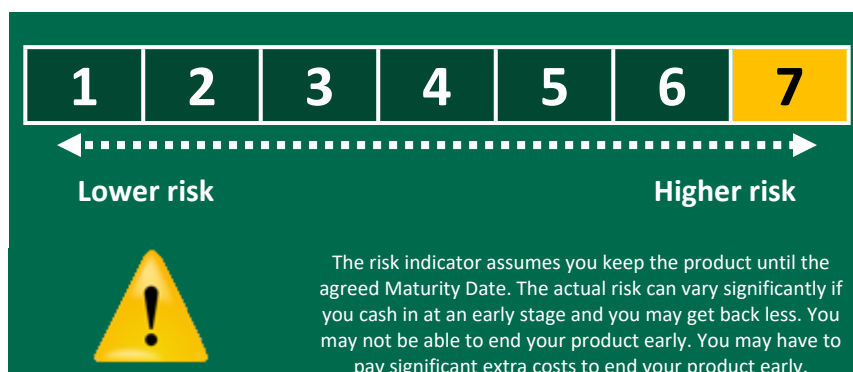 1 2 3 4 5 6 7
Lower risk Higher risk
The risk indicator assumes you keep the product until the
agreed Maturity Date. The actual risk can vary significantly if
you cash in at an early stage and you may get back less. You
may not be able to end your product early. You may have to
pay significant extra costs to end your product early.